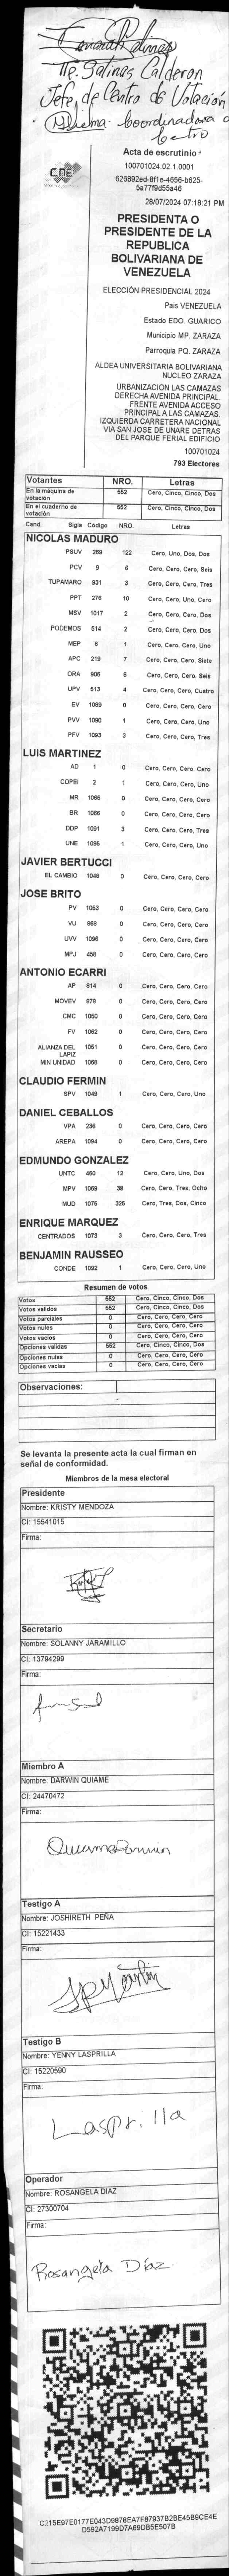 Tte. Salinas Calderon
Jefe de Centro de Votación
Coordinadora
Centro
CNE
Acta de escrutinio
100701024.02.1.0001
626892ed-8f1e-4656-b625-
5a77f9d55a46
28/07/2024 07:18:21 PM
PRESIDENTA O
PRESIDENTE DE LA
REPUBLICA
BOLIVARIANA DE
VENEZUELA
ELECCIÓN PRESIDENCIAL 2024
Pais VENEZUELA
Estado EDO. GUARICO
Municipio MP. ZARAZA
Parroquia PQ. ZARAZA
ALDEA UNIVERSITARIA BOLIVARIANA
NUCLEO ZARAZA
URBANIZACION LAS CAMAZAS
DERECHA AVENIDA PRINCIPAL.
FRENTE AVENIDA ACCESO
PRINCIPAL A LAS CAMAZAS.
IZQUIERDA CARRETERA NACIONAL
VIA SAN JOSE DE UNARE DETRAS
DEL PARQUE FERIAL EDIFICIO
100701024
793 Electores
Votantes NRO. Letras
En la máquina de votación 552 Cero, Cinco, Cinco, Dos
En el cuaderno de votación 552 Cero, Cinco, Cinco, Dos
Cand. Sigla Código NRO. Letras
NICOLAS MADURO
PSUV 269 122 Cero, Uno, Dos, Dos
PCV 9 6 Cero, Cero, Cero, Seis
TUPAMARO 931 3 Cero, Cero, Cero, Tres
PPT 276 10 Cero, Cero, Uno, Cero
MSV 1017 2 Cero, Cero, Cero, Dos
PODEMOS 514 2 Cero, Cero, Cero, Dos
MEP 6 1 Cero, Cero, Cero, Uno
APC 219 7 Cero, Cero, Cero, Siete
ORA 906 6 Cero, Cero, Cero, Seis
UPV 513 4 Cero, Cero, Cero, Cuatro
EV 1089 0 Cero, Cero, Cero, Cero
PVV 1090 1 Cero, Cero, Cero, Uno
PFV 1093 3 Cero, Cero, Cero, Tres
LUIS MARTINEZ
AD 1 0 Cero, Cero, Cero, Cero
COPEI 2 1 Cero, Cero, Cero, Uno
MR 1065 0 Cero, Cero, Cero, Cero
BR 1066 0 Cero, Cero, Cero, Cero
DDP 1091 3 Cero, Cero, Cero, Tres
UNE 1095 1 Cero, Cero, Cero, Uno
JAVIER BERTUCCI
EL CAMBIO 1048 0 Cero, Cero, Cero, Cero
JOSE BRITO
PV 1053 0 Cero, Cero, Cero, Cero
VU 868 0 Cero, Cero, Cero, Cero
UVV 1096 0 Cero, Cero, Cero, Cero
MPJ 458 0 Cero, Cero, Cero, Cero
ANTONIO ECARRI
AP 814 0 Cero, Cero, Cero, Cero
MOVEV 878 0 Cero, Cero, Cero, Cero
CMC 1050 0 Cero, Cero, Cero, Cero
FV 1062 0 Cero, Cero, Cero, Cero
ALIANZA DEL LAPIZ 1051 0 Cero, Cero, Cero, Cero
MIN UNIDAD 1068 0 Cero, Cero, Cero, Cero
CLAUDIO FERMIN
SPV 1049 1 Cero, Cero, Cero, Uno
DANIEL CEBALLOS
VPA 236 0 Cero, Cero, Cero, Cero
AREPA 1094 0 Cero, Cero, Cero, Cero
EDMUNDO GONZALEZ
UNTC 460 12 Cero, Cero, Uno, Dos
MPV 1069 38 Cero, Cero, Tres, Ocho
MUD 1075 325 Cero, Tres, Dos, Cinco
ENRIQUE MARQUEZ
CENTRADOS 1073 3 Cero, Cero, Cero, Tres
BENJAMIN RAUSSEO
CONDE 1092 1 Cero, Cero, Cero, Uno
Resumen de votos
Votos 552 Cero, Cinco, Cinco, Dos
Votos validos 552 Cero, Cinco, Cinco, Dos
Votos parciales 0 Cero, Cero, Cero, Cero
Votos nulos 0 Cero, Cero, Cero, Cero
Votos vacios 0 Cero, Cero, Cero, Cero
Opciones validas 552 Cero, Cinco, Cinco, Dos
Opciones nulas 0 Cero, Cero, Cero, Cero
Opciones vacias 0 Cero, Cero, Cero, Cero
Observaciones:
Se levanta la presente acta la cual firman en
señal de conformidad.
Miembros de la mesa electoral
Presidente
Nombre: KRISTY MENDOZA
CI: 15541015
Firma:
Secretario
Nombre: SOLANNY JARAMILLO
CI: 13794299
Firma:
Miembro A
Nombre: DARWIN QUIAME
CI: 24470472
Firma:
Testigo A
Nombre: JOSHIRETH PEÑA
CI: 15221433
Firma:
Testigo B
Nombre: YENNY LASPRILLA
CI: 15220590
Firma:
Lasprilla
Operador
Nombre: ROSANGELA DIAZ
CI: 27300704
Firma:
Rosangela Díaz
C215E97E0177E043D9878EA7F87937B2BE45B9CE4E
D592A7199D7A69DB5E507B